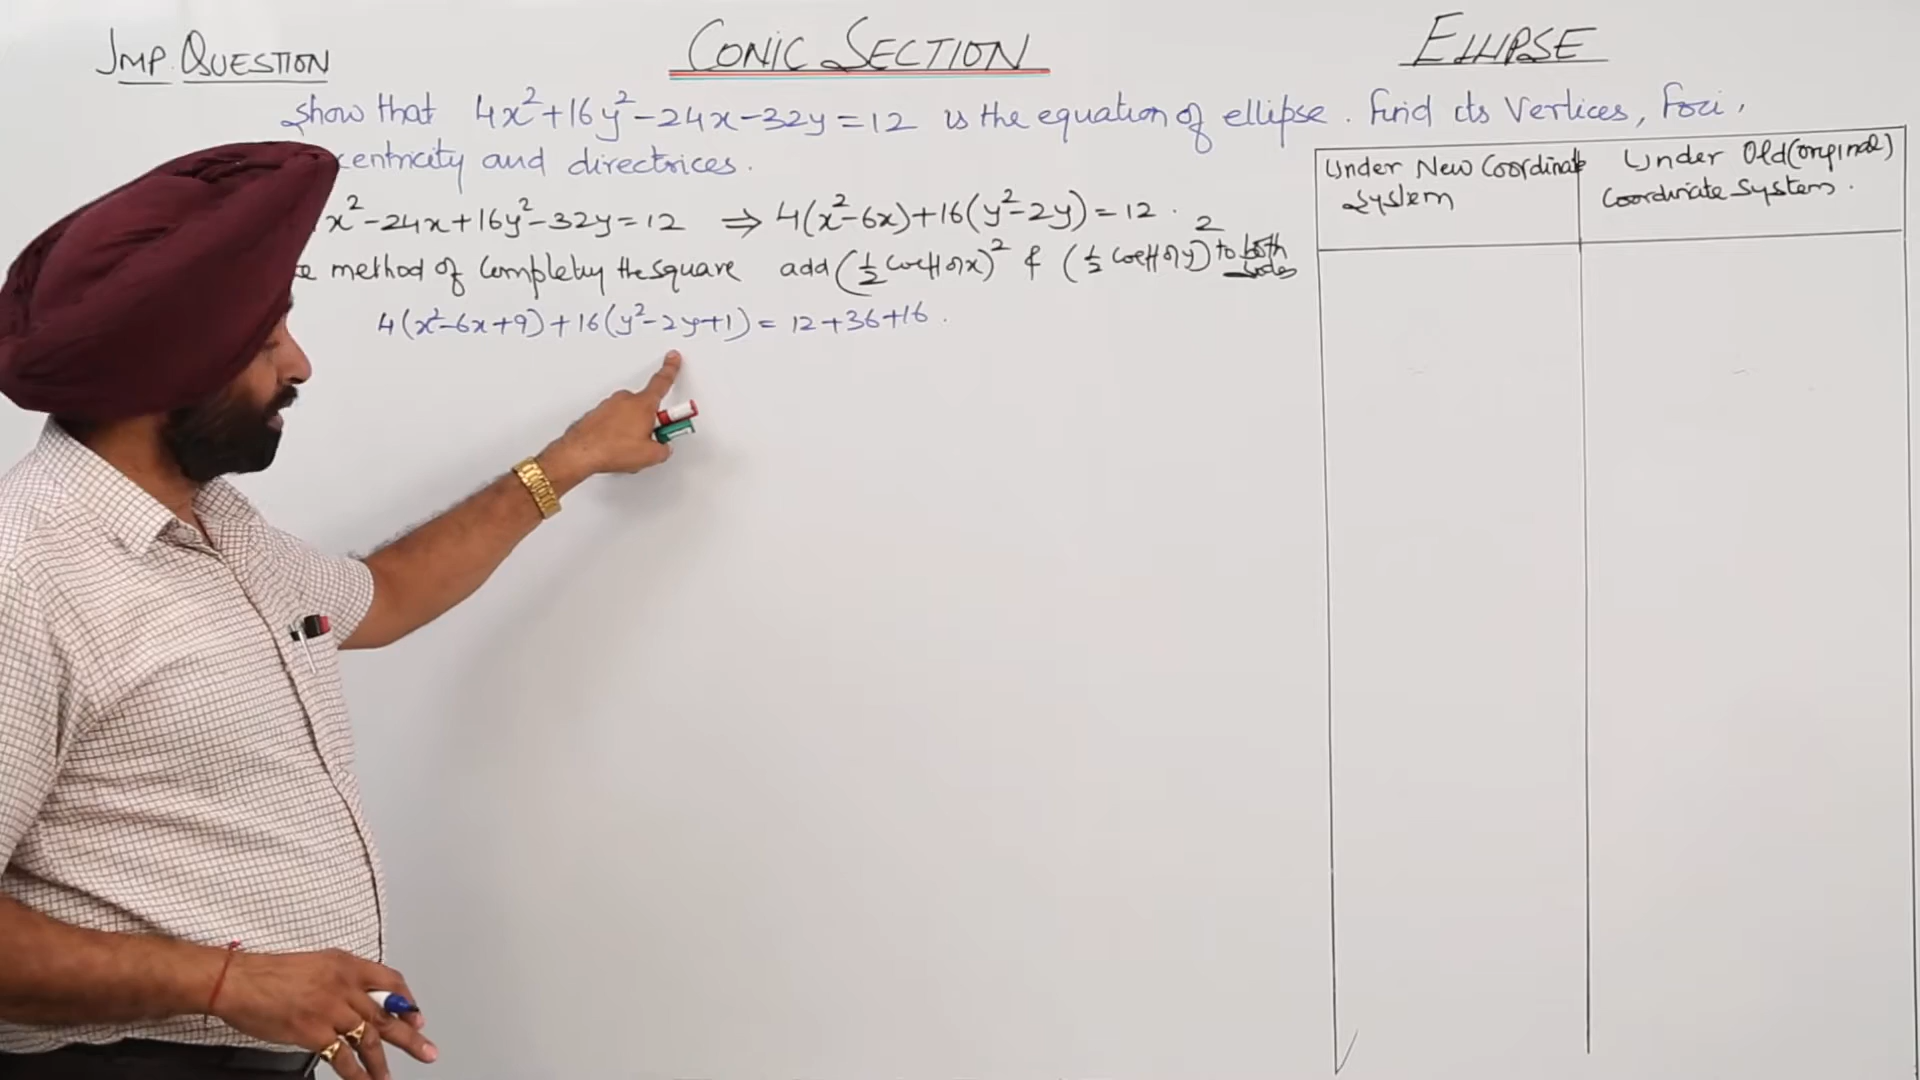 IMP. QUESTION
CONIC SECTION
ELLIPSE
Show that 4x²+16y²-24x-32y=12 is the equation of ellipse. Find its Vertices, Foci,
centricity and directrices.
x²-24x+16y²-32y=12 ⇒ 4(x²-6x)+16(y²-2y)=12.
method of completing the square add (½ coeff of x)² & (½ coeff of y)² to both
sides
4(x²-6x+9)+16(y²-2y+1)=12+36+16.
Under New Coordinate
System
Under Old(original)
Coordinate System.